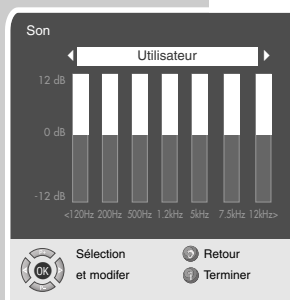 Son
Utilisateur
12 dB
0 dB
-12 dB
<120Hz 200Hz 500Hz 1.2kHz .5kHz 7.5kHz 12kHz>
Sélection
et modifer
OK
Retour
Terminer